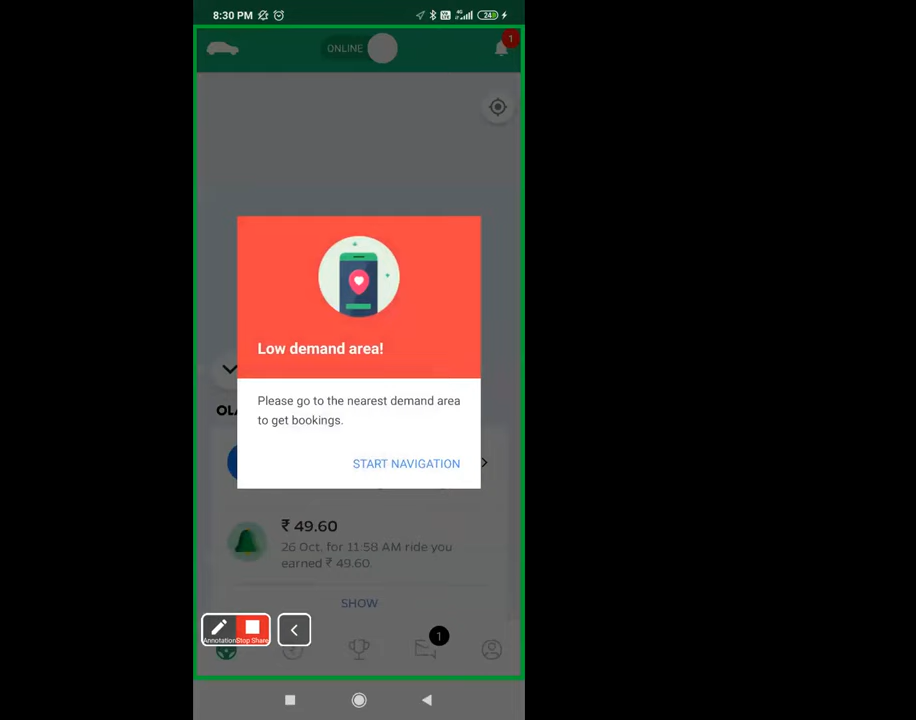 8:30 PM
24
ONLINE
1
Low demand area!
Please go to the nearest demand area
to get bookings.
START NAVIGATION
₹ 49.60
26 Oct, for 11:58 AM ride you
earned ₹ 49.60.
SHOW
Annotation Stop Share
1